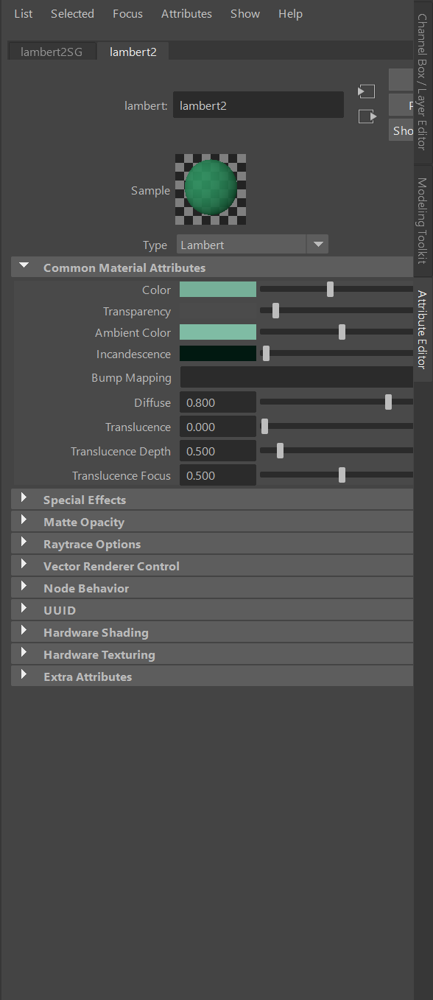 List Selected Focus Attributes Show Help
lambert2SG lambert2
lambert: lambert2
Sho
Sample
Type Lambert
Common Material Attributes
Color
Transparency
Ambient Color
Incandescence
Bump Mapping
Diffuse 0.800
Translucence 0.000
Translucence Depth 0.500
Translucence Focus 0.500
Special Effects
Matte Opacity
Raytrace Options
Vector Renderer Control
Node Behavior
UUID
Hardware Shading
Hardware Texturing
Extra Attributes
Channel Box / Layer Editor
Modeling Toolkit
Attribute Editor